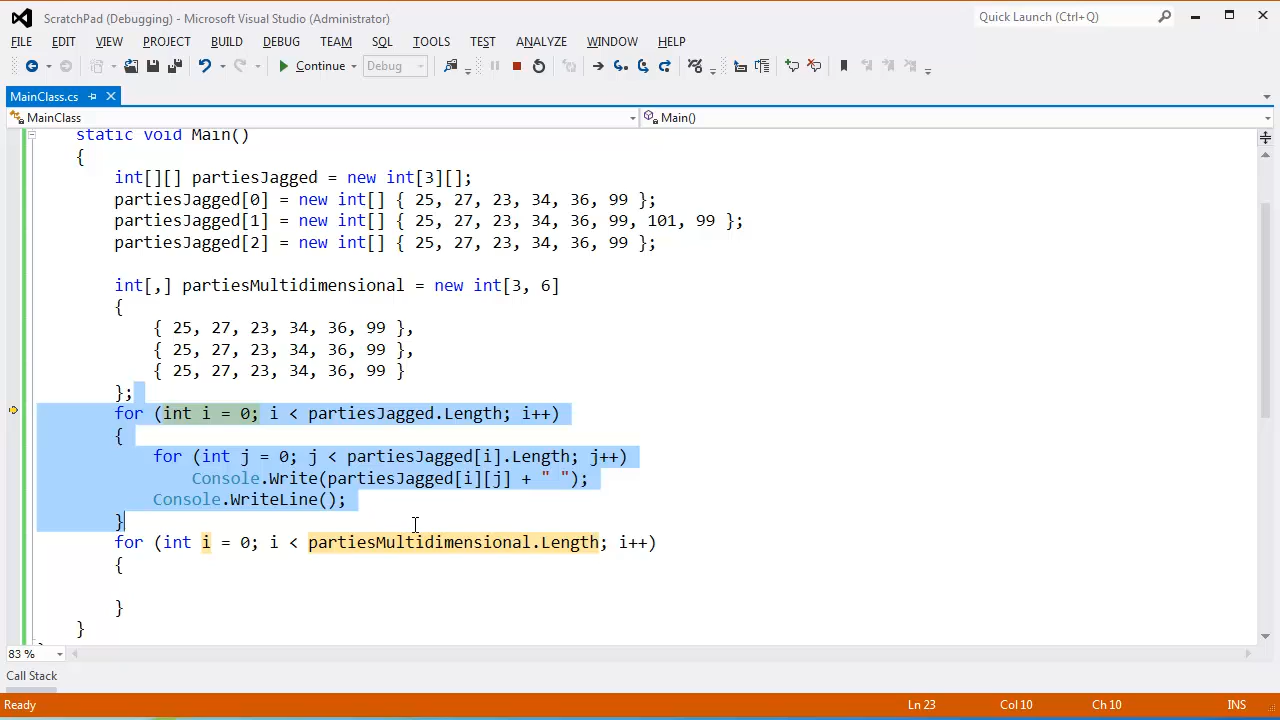 ScratchPad (Debugging) - Microsoft Visual Studio (Administrator)
Quick Launch (Ctrl+Q)
FILE EDIT VIEW PROJECT BUILD DEBUG TEAM SQL TOOLS TEST ANALYZE WINDOW HELP
Continue Debug
MainClass.cs
MainClass Main()
static void Main()
{
int[][] partiesJagged = new int[3][];
partiesJagged[0] = new int[] { 25, 27, 23, 34, 36, 99 };
partiesJagged[1] = new int[] { 25, 27, 23, 34, 36, 99, 101, 99 };
partiesJagged[2] = new int[] { 25, 27, 23, 34, 36, 99 };
int[,] partiesMultidimensional = new int[3, 6]
{
{ 25, 27, 23, 34, 36, 99 },
{ 25, 27, 23, 34, 36, 99 },
{ 25, 27, 23, 34, 36, 99 }
};
for (int i = 0; i < partiesJagged.Length; i++)
{
for (int j = 0; j < partiesJagged[i].Length; j++)
Console.Write(partiesJagged[i][j] + " ");
Console.WriteLine();
}
for (int i = 0; i < partiesMultidimensional.Length; i++)
{
}
}
83 %
Call Stack
Ready Ln 23 Col 10 Ch 10 INS